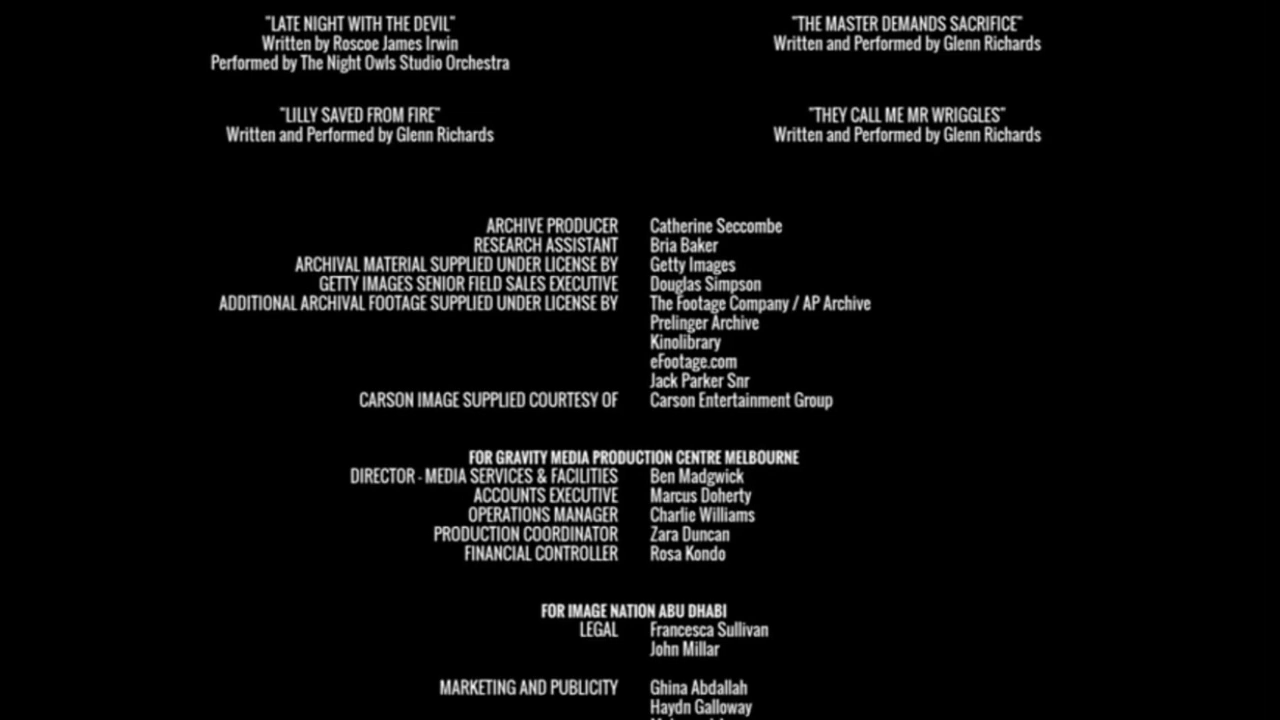 "LATE NIGHT WITH THE DEVIL"
Written by Roscoe James Irwin
Performed by The Night Owls Studio Orchestra
"THE MASTER DEMANDS SACRIFICE"
Written and Performed by Glenn Richards
"LILLY SAVED FROM FIRE"
Written and Performed by Glenn Richards
"THEY CALL ME MR WRIGGLES"
Written and Performed by Glenn Richards
ARCHIVE PRODUCER Catherine Seccombe
RESEARCH ASSISTANT Bria Baker
ARCHIVAL MATERIAL SUPPLIED UNDER LICENSE BY Getty Images
GETTY IMAGES SENIOR FIELD SALES EXECUTIVE Douglas Simpson
ADDITIONAL ARCHIVAL FOOTAGE SUPPLIED UNDER LICENSE BY The Footage Company / AP Archive
Prelinger Archive
Kinolibrary
eFootage.com
Jack Parker Snr
CARSON IMAGE SUPPLIED COURTESY OF Carson Entertainment Group
FOR GRAVITY MEDIA PRODUCTION CENTRE MELBOURNE
DIRECTOR - MEDIA SERVICES & FACILITIES Ben Madgwick
ACCOUNTS EXECUTIVE Marcus Doherty
OPERATIONS MANAGER Charlie Williams
PRODUCTION COORDINATOR Zara Duncan
FINANCIAL CONTROLLER Rosa Kondo
FOR IMAGE NATION ABU DHABI
LEGAL Francesca Sullivan
John Millar
MARKETING AND PUBLICITY Ghina Abdallah
Haydn Galloway